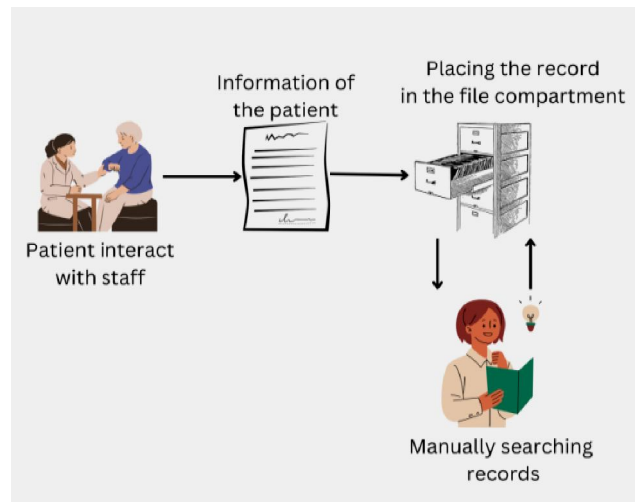 Information of
the patient
Placing the record
in the file compartment
Patient interact
with staff
Manually searching
records